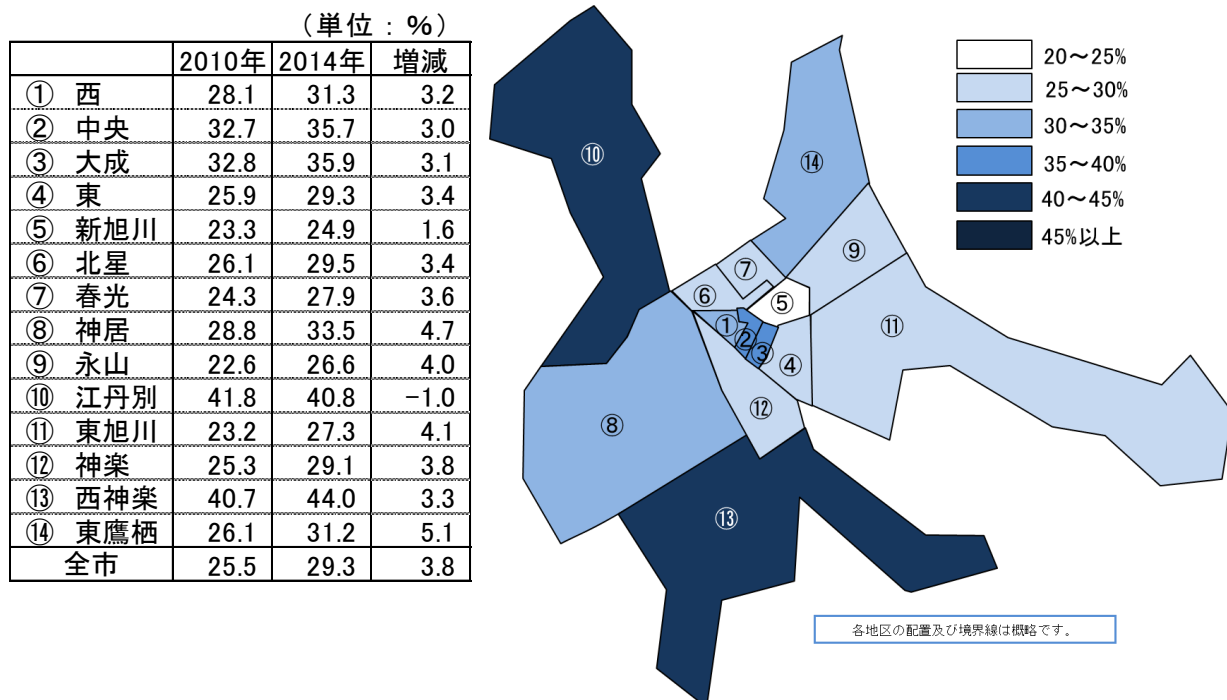 （単位：％）
2010年 2014年 増減
① 西 28.1 31.3 3.2
② 中央 32.7 35.7 3.0
③ 大成 32.8 35.9 3.1
④ 東 25.9 29.3 3.4
⑤ 新旭川 23.3 24.9 1.6
⑥ 北星 26.1 29.5 3.4
⑦ 春光 24.3 27.9 3.6
⑧ 神居 28.8 33.5 4.7
⑨ 永山 22.6 26.6 4.0
⑩ 江丹別 41.8 40.8 −1.0
⑪ 東旭川 23.2 27.3 4.1
⑫ 神楽 25.3 29.1 3.8
⑬ 西神楽 40.7 44.0 3.3
⑭ 東鷹栖 26.1 31.2 5.1
全市 25.5 29.3 3.8
20～25%
25～30%
30～35%
35～40%
40～45%
45%以上
⑩
⑭
⑨
⑦
⑥
⑤
①
②
③
④
⑪
⑫
⑧
⑬
各地区の配置及び境界線は概略です。